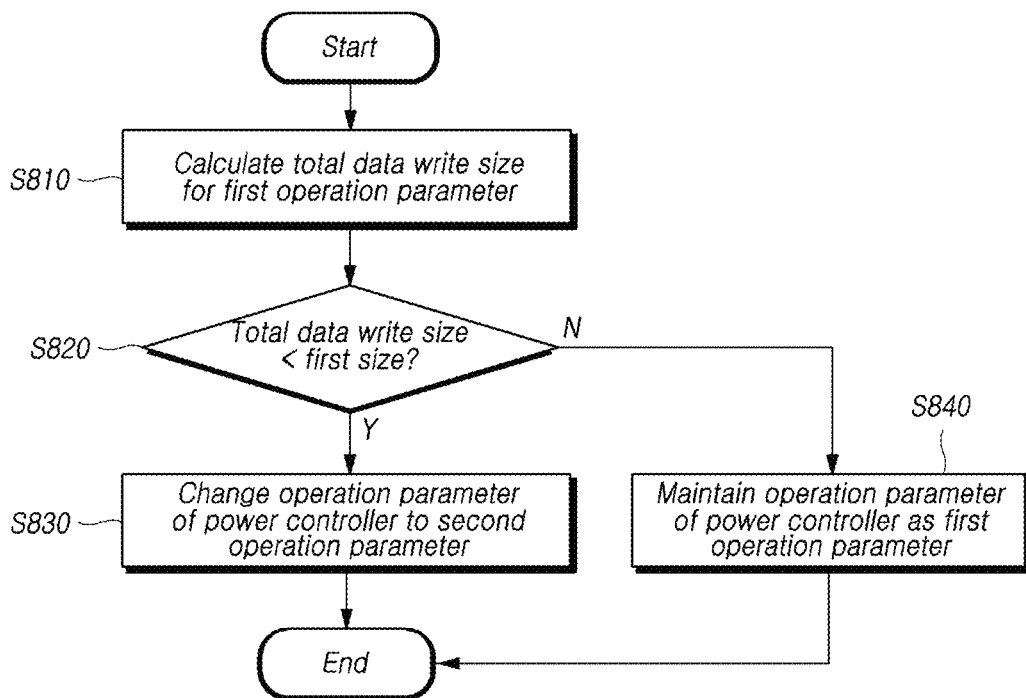 Start
S810
Calculate total data write size
for first operation parameter
S820
Total data write size
< first size?
N
Y
S840
S830
Change operation parameter
of power controller to second
operation parameter
Maintain operation parameter
of power controller as first
operation parameter
End